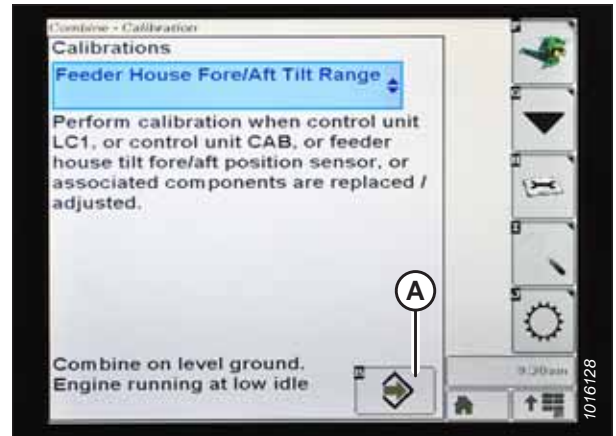 Combine - Calibration
Calibrations
Feeder House Fore/Aft Tilt Range
Perform calibration when control unit
LC1, or control unit CAB, or feeder
house tilt fore/aft position sensor, or
associated components are replaced /
adjusted.
A
Combine on level ground.
Engine running at low idle
9:20am
1016128